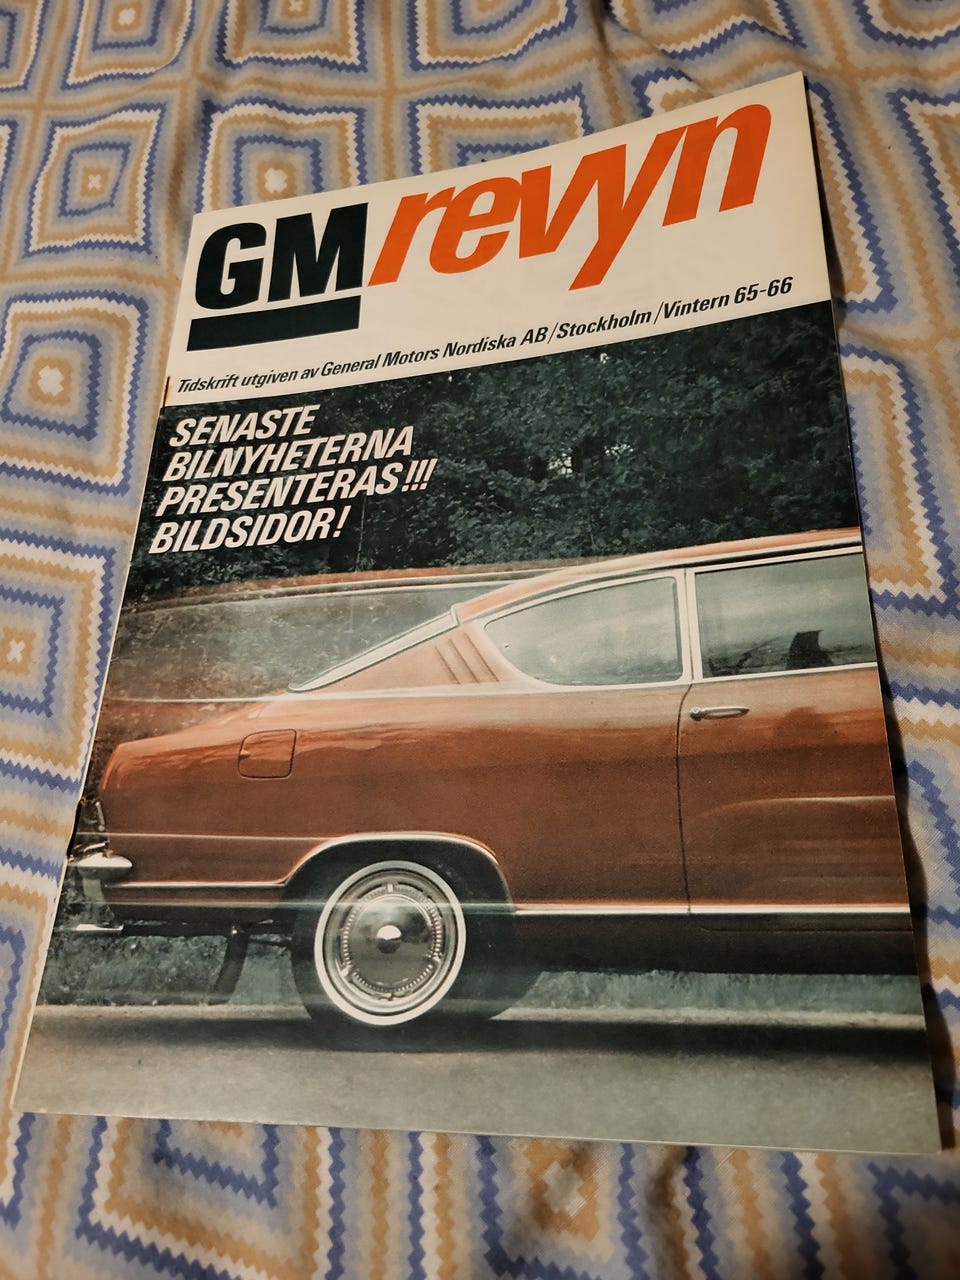 GM revyn
Tidskrift utgiven av General Motors Nordiska AB/Stockholm/Vintern 65-66
SENASTE
BILNYHETERNA
PRESENTERAS!!!
BILDSIDOR!